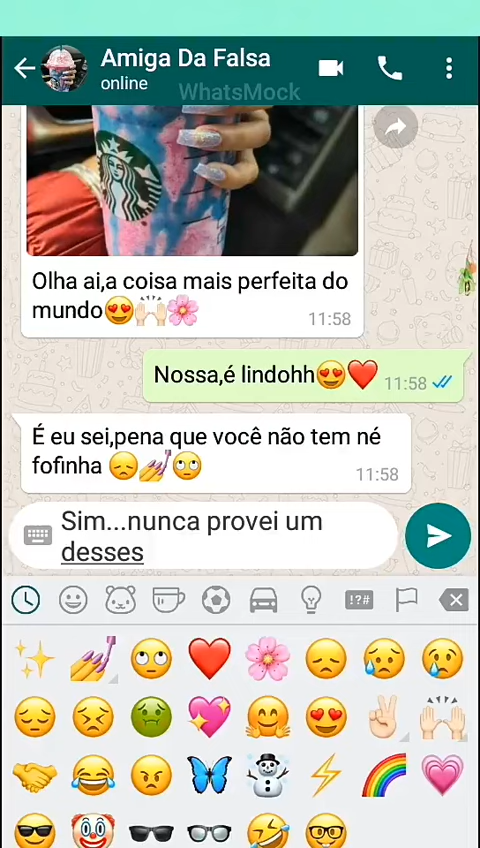 Amiga Da Falsa
online
WhatsMock
Olha ai,a coisa mais perfeita do
mundo😍🙌🏻🌸
11:58
Nossa,é lindohh😍❤️
11:58
É eu sei,pena que você não tem né
fofinha 😞💅🏻🙄
11:58
Sim...nunca provei um
desses
!?#